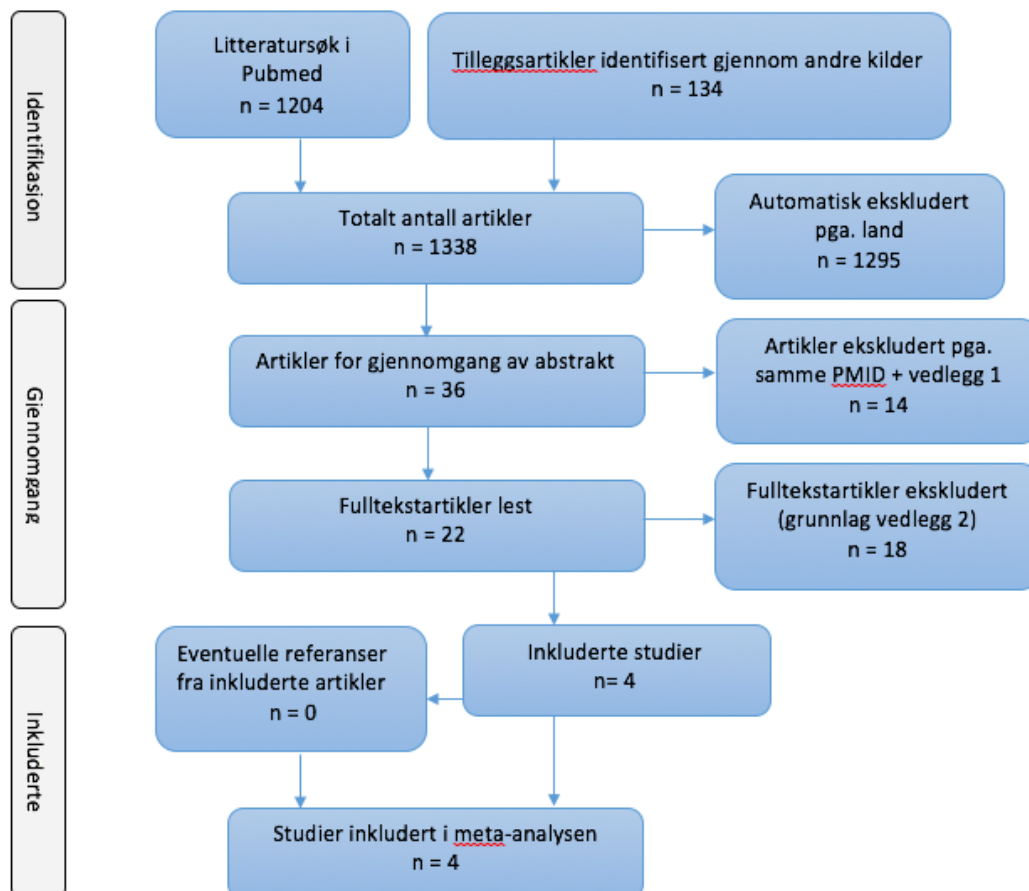 Identifikasjon
Litteratursøk i
Pubmed
n = 1204
Tilleggsartikler identifisert gjennom andre kilder
n = 134
Totalt antall artikler
n = 1338
Automatisk ekskludert
pga. land
n = 1295
Gjennomgang
Artikler for gjennomgang av abstrakt
n = 36
Artikler ekskludert pga.
samme PMID + vedlegg 1
n = 14
Fulltekstartikler lest
n = 22
Fulltekstartikler ekskludert
(grunnlag vedlegg 2)
n = 18
Inkluderte
Eventuelle referanser
fra inkluderte artikler
n = 0
Inkluderte studier
n= 4
Studier inkludert i meta-analysen
n = 4